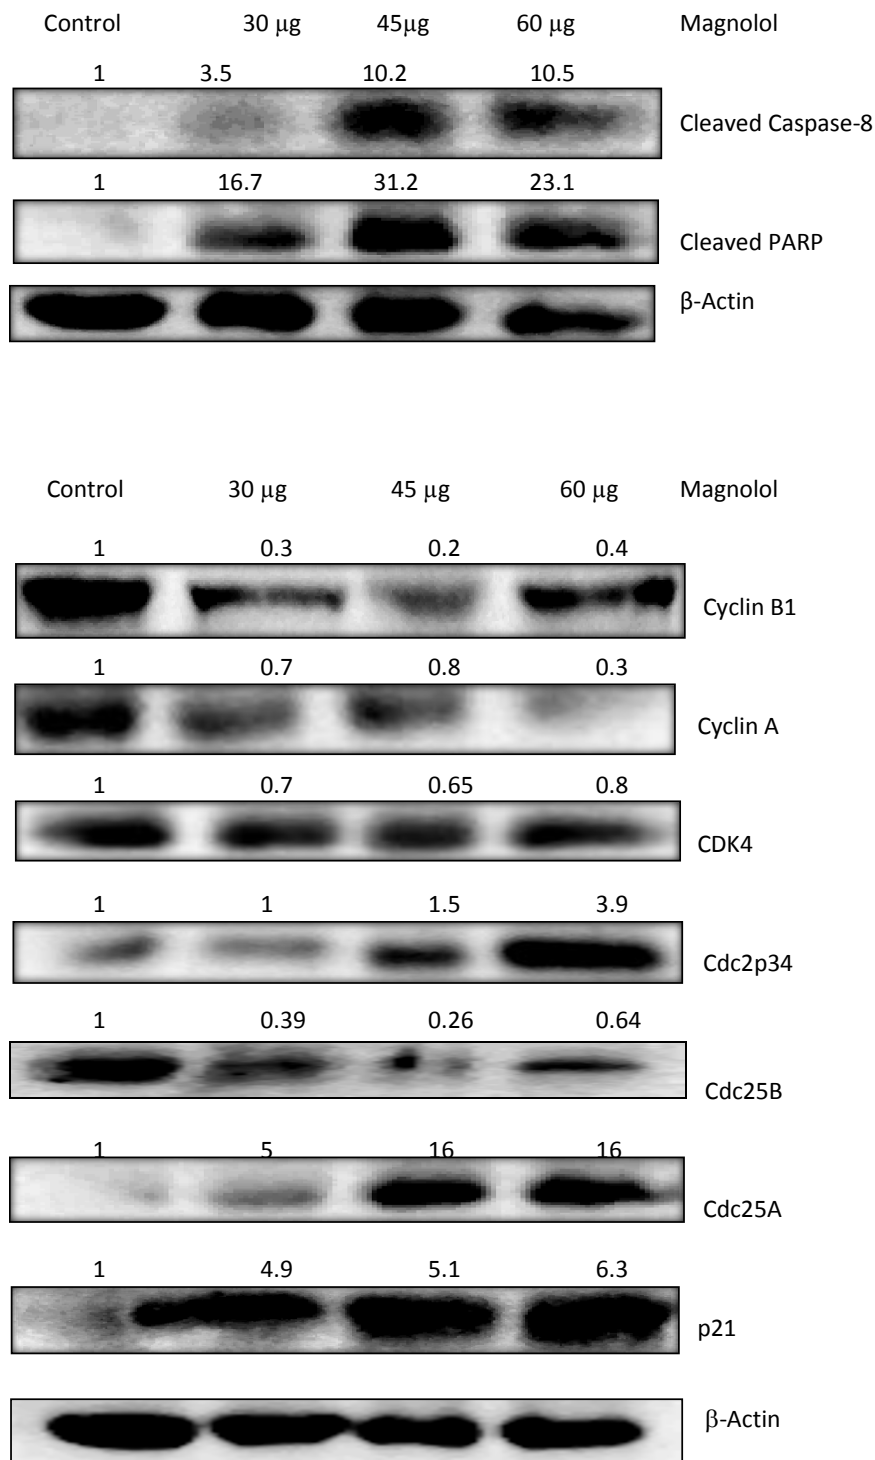 Control 30 μg 45μg 60 μg Magnolol
1 3.5 10.2 10.5
Cleaved Caspase-8
1 16.7 31.2 23.1
Cleaved PARP
β-Actin
Control 30 μg 45 μg 60 μg Magnolol
1 0.3 0.2 0.4
Cyclin B1
1 0.7 0.8 0.3
Cyclin A
1 0.7 0.65 0.8
CDK4
1 1 1.5 3.9
Cdc2p34
1 0.39 0.26 0.64
Cdc25B
1 5 16 16
Cdc25A
1 4.9 5.1 6.3
p21
β-Actin